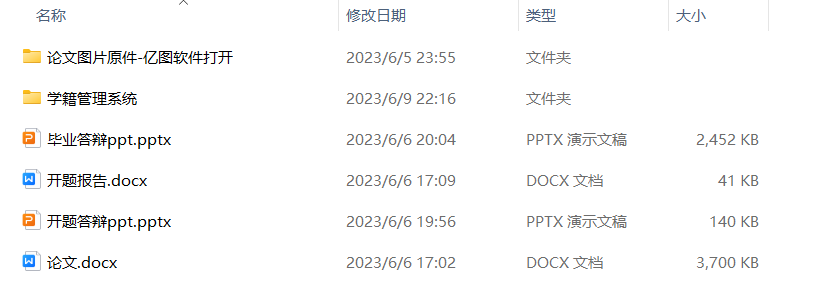 名称 修改日期 类型 大小
论文图片原件-亿图软件打开 2023/6/5 23:55 文件夹
学籍管理系统 2023/6/9 22:16 文件夹
毕业答辩ppt.pptx 2023/6/6 20:04 PPTX 演示文稿 2,452 KB
开题报告.docx 2023/6/6 17:09 DOCX 文档 41 KB
开题答辩ppt.pptx 2023/6/6 19:56 PPTX 演示文稿 140 KB
论文.docx 2023/6/6 17:02 DOCX 文档 3,700 KB